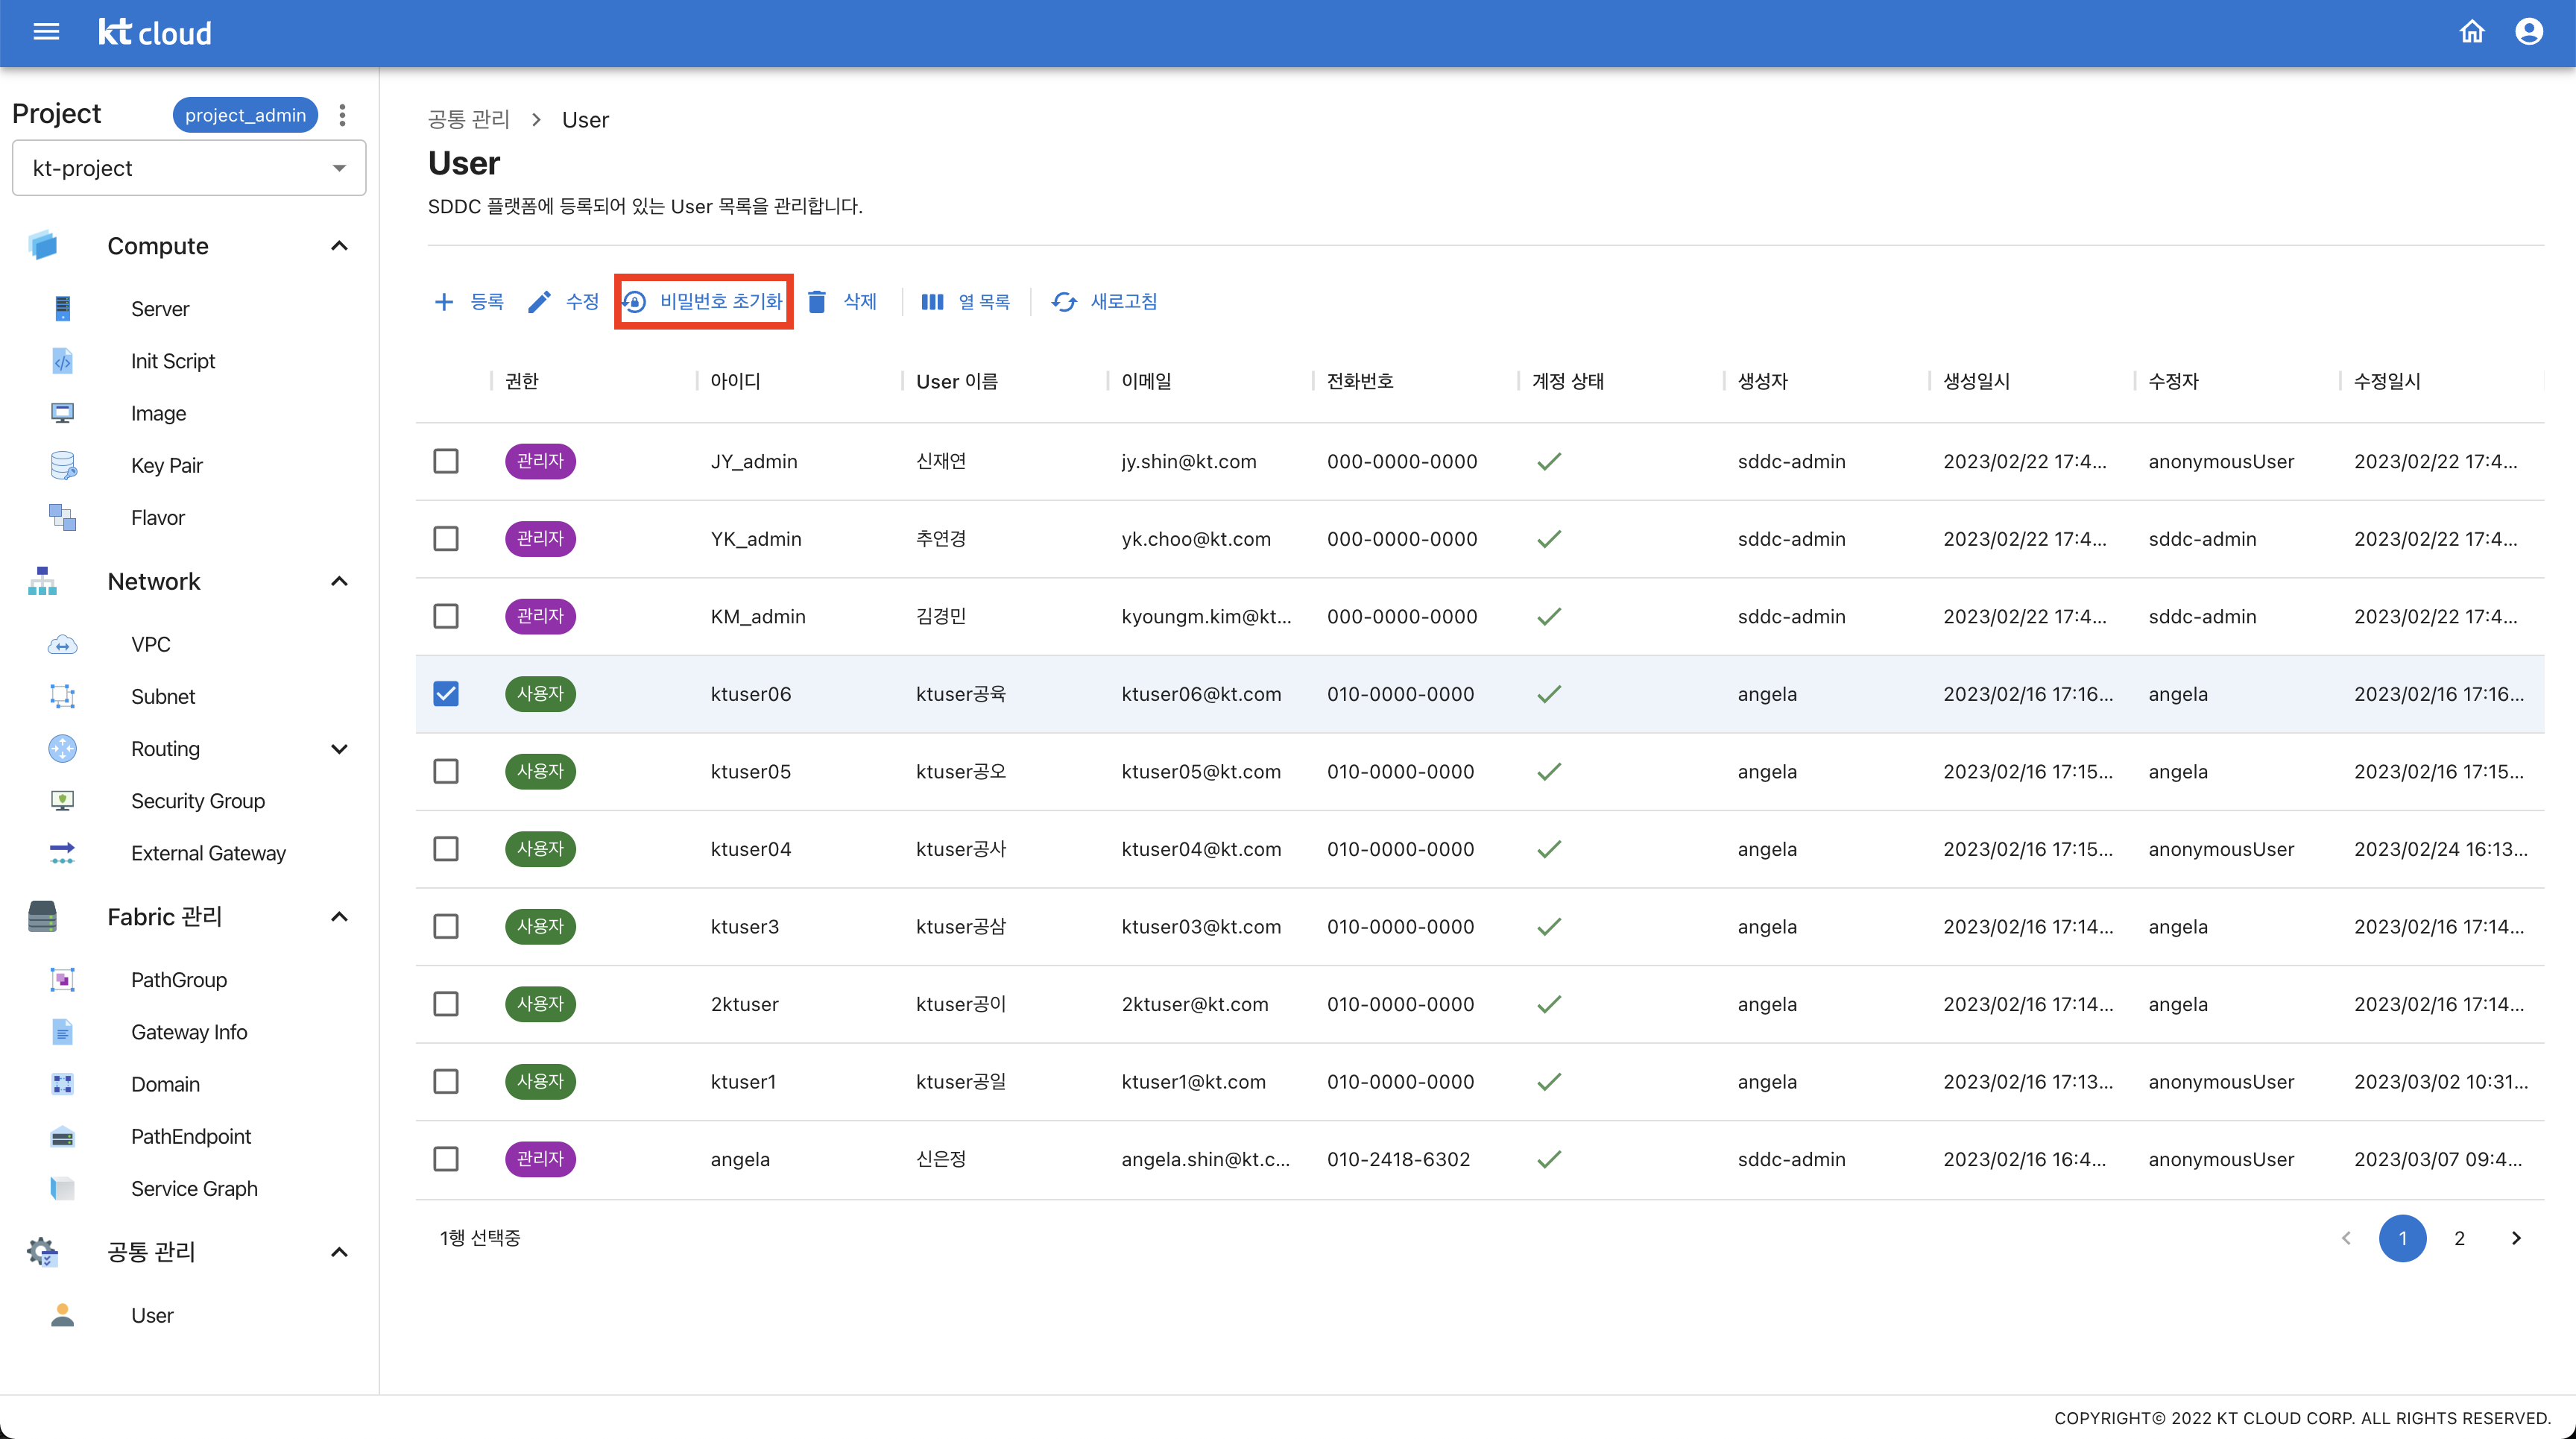 kt cloud
Project
project_admin
kt-project
Compute
Server
Init Script
Image
Key Pair
Flavor
Network
VPC
Subnet
Routing
Security Group
External Gateway
Fabric 관리
PathGroup
Gateway Info
Domain
PathEndpoint
Service Graph
공통 관리
User
공통 관리 > User
User
SDDC 플랫폼에 등록되어 있는 User 목록을 관리합니다.
등록 수정 비밀번호 초기화 삭제 열 목록 새로고침
권한 아이디 User 이름 이메일 전화번호 계정 상태 생성자 생성일시 수정자 수정일시
관리자 JY_admin 신재연 jy.shin@kt.com 000-0000-0000 sddc-admin 2023/02/22 17:4... anonymousUser 2023/02/22 17:4...
관리자 YK_admin 추연경 yk.choo@kt.com 000-0000-0000 sddc-admin 2023/02/22 17:4... sddc-admin 2023/02/22 17:4...
관리자 KM_admin 김경민 kyoungm.kim@kt... 000-0000-0000 sddc-admin 2023/02/22 17:4... sddc-admin 2023/02/22 17:4...
사용자 ktuser06 ktuser공육 ktuser06@kt.com 010-0000-0000 angela 2023/02/16 17:16... angela 2023/02/16 17:16...
사용자 ktuser05 ktuser공오 ktuser05@kt.com 010-0000-0000 angela 2023/02/16 17:15... angela 2023/02/16 17:15...
사용자 ktuser04 ktuser공사 ktuser04@kt.com 010-0000-0000 angela 2023/02/16 17:15... anonymousUser 2023/02/24 16:13...
사용자 ktuser3 ktuser공삼 ktuser03@kt.com 010-0000-0000 angela 2023/02/16 17:14... angela 2023/02/16 17:14...
사용자 2ktuser ktuser공이 2ktuser@kt.com 010-0000-0000 angela 2023/02/16 17:14... angela 2023/02/16 17:14...
사용자 ktuser1 ktuser공일 ktuser1@kt.com 010-0000-0000 angela 2023/02/16 17:13... anonymousUser 2023/03/02 10:31...
관리자 angela 신은정 angela.shin@kt.c... 010-2418-6302 sddc-admin 2023/02/16 16:4... anonymousUser 2023/03/07 09:4...
1행 선택중
1 2
COPYRIGHT© 2022 KT CLOUD CORP. ALL RIGHTS RESERVED.